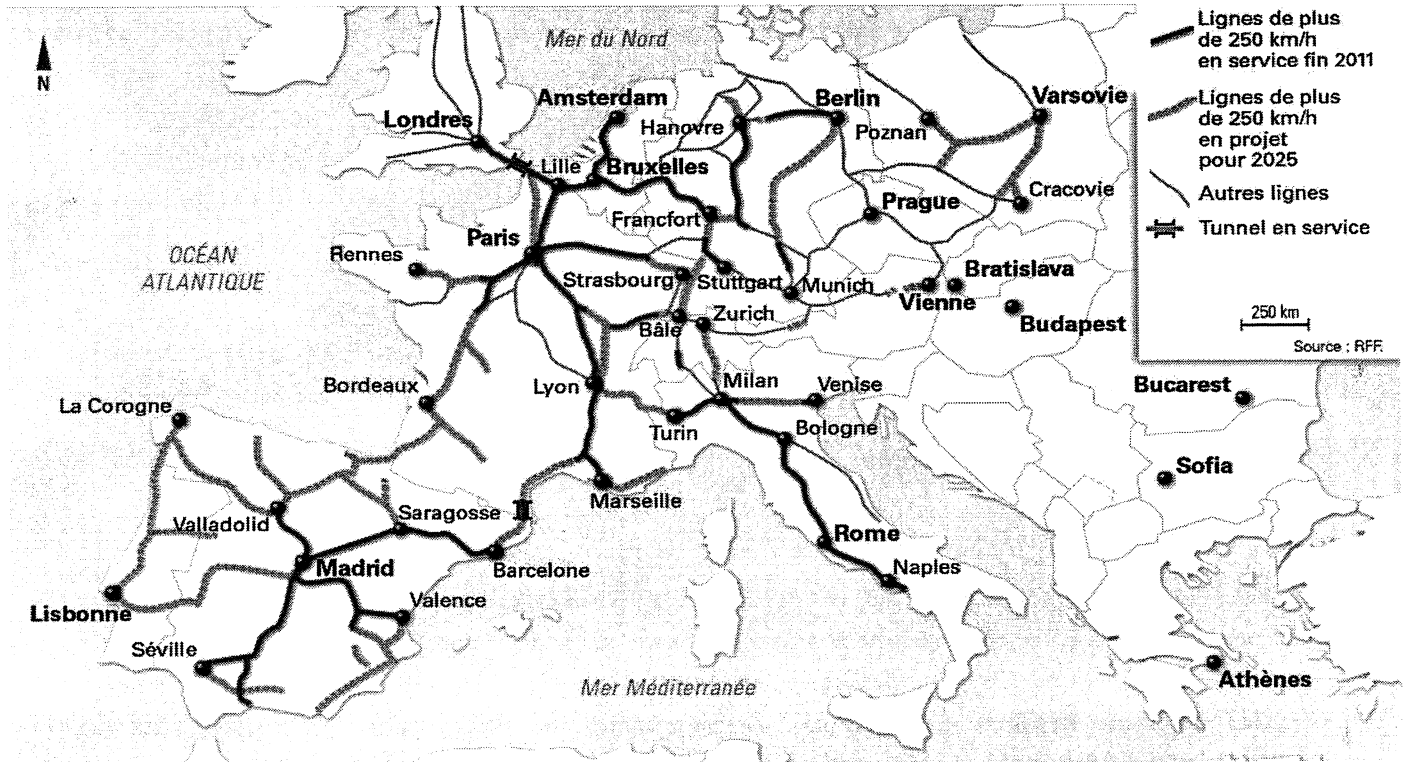 Lignes de plus
de 250 km/h
en service fin 2011
Lignes de plus
de 250 km/h
en projet
pour 2025
Autres lignes
Tunnel en service
250 km
Source : RFF.
N
Mer du Nord
Amsterdam
Berlin
Varsovie
Londres
Hanovre
Poznan
Lille
Bruxelles
Cracovie
Francfort
Prague
Paris
OCÉAN
ATLANTIQUE
Rennes
Strasbourg
Stuttgart
Munich
Bratislava
Vienne
Bâle
Zurich
Budapest
Bordeaux
Lyon
Milan
Venise
Bucarest
La Corogne
Turin
Bologne
Sofia
Marseille
Valladolid
Saragosse
Rome
Madrid
Barcelone
Naples
Lisbonne
Valence
Séville
Mer Méditerranée
Athènes